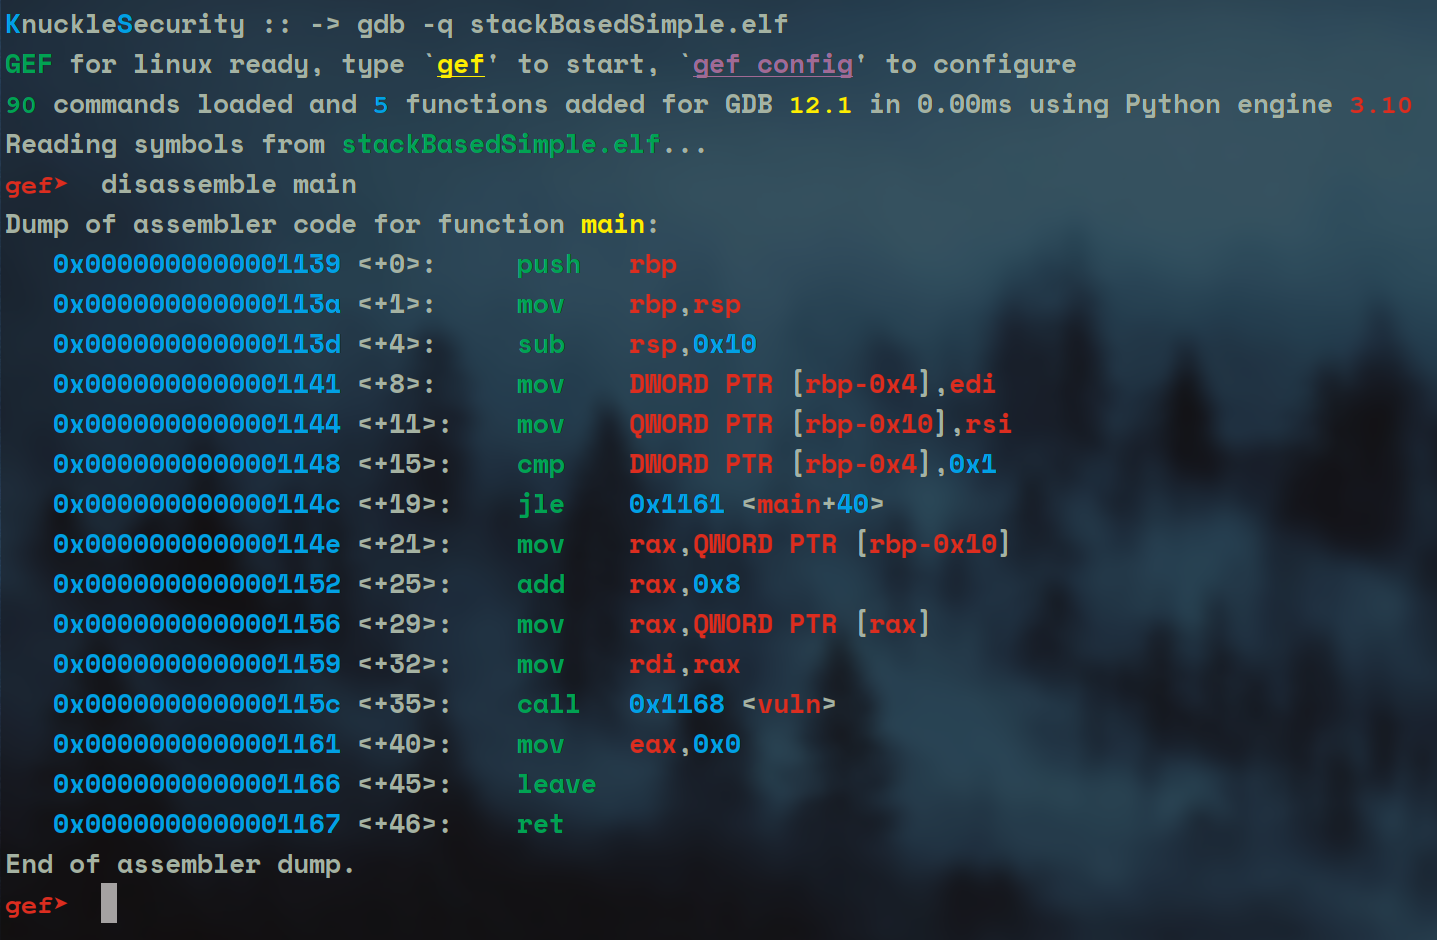 KnuckleSecurity :: -> gdb -q stackBasedSimple.elf
GEF for linux ready, type `gef' to start, `gef config' to configure
90 commands loaded and 5 functions added for GDB 12.1 in 0.00ms using Python engine 3.10
Reading symbols from stackBasedSimple.elf...
gef➤  disassemble main
Dump of assembler code for function main:
   0x0000000000001139 <+0>:     push   rbp
   0x000000000000113a <+1>:     mov    rbp,rsp
   0x000000000000113d <+4>:     sub    rsp,0x10
   0x0000000000001141 <+8>:     mov    DWORD PTR [rbp-0x4],edi
   0x0000000000001144 <+11>:    mov    QWORD PTR [rbp-0x10],rsi
   0x0000000000001148 <+15>:    cmp    DWORD PTR [rbp-0x4],0x1
   0x000000000000114c <+19>:    jle    0x1161 <main+40>
   0x000000000000114e <+21>:    mov    rax,QWORD PTR [rbp-0x10]
   0x0000000000001152 <+25>:    add    rax,0x8
   0x0000000000001156 <+29>:    mov    rax,QWORD PTR [rax]
   0x0000000000001159 <+32>:    mov    rdi,rax
   0x000000000000115c <+35>:    call   0x1168 <vuln>
   0x0000000000001161 <+40>:    mov    eax,0x0
   0x0000000000001166 <+45>:    leave
   0x0000000000001167 <+46>:    ret
End of assembler dump.
gef➤